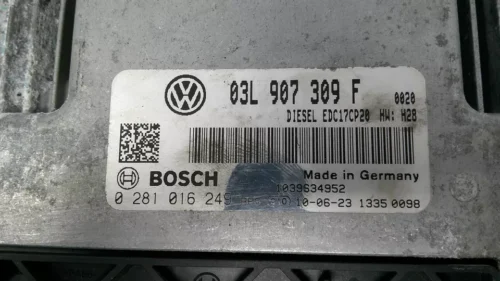 03L 907 309 F 0020
DIESEL EDC17CP20 HW: H28
BOSCH Made in Germany
1039634952
0 281 016 249 10-06-23 1335 0098